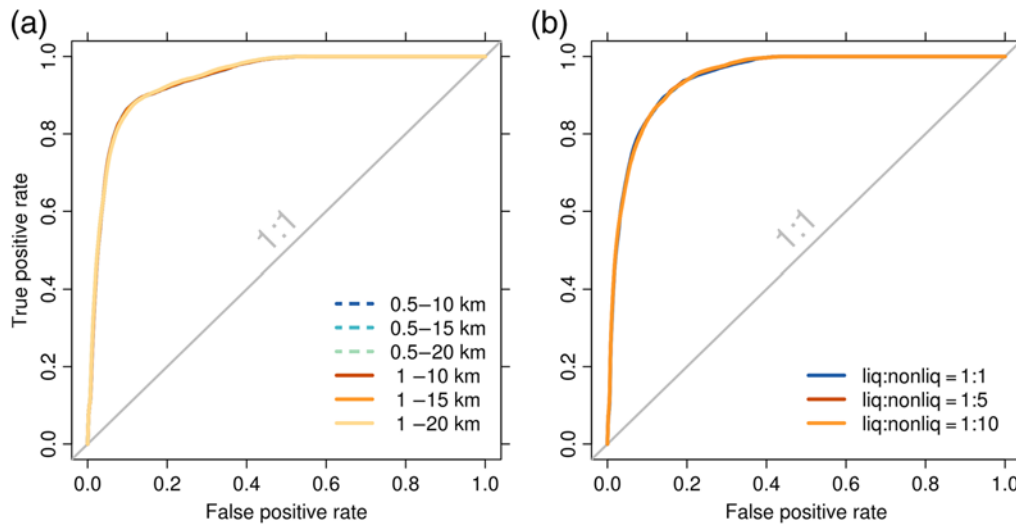 (a)
True positive rate
1.0
0.8
0.6
0.4
0.2
0.0
1:1
0.5–10 km
0.5–15 km
0.5–20 km
1 –10 km
1 –15 km
1 –20 km
0.0 0.2 0.4 0.6 0.8 1.0
False positive rate
(b)
1.0
0.8
0.6
0.4
0.2
0.0
1:1
liq:nonliq = 1:1
liq:nonliq = 1:5
liq:nonliq = 1:10
0.0 0.2 0.4 0.6 0.8 1.0
False positive rate